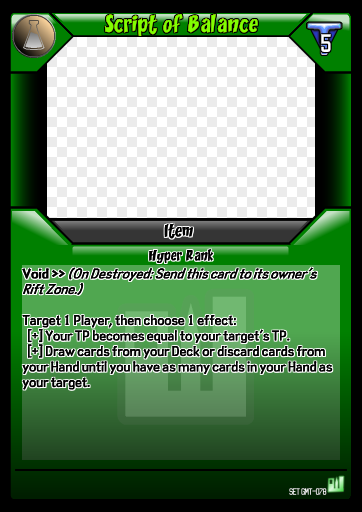 Script of Balance
5
Item
Hyper Rank
Void >> (On Destroyed: Send this card to its owner's
Rift Zone.)
Target 1 Player, then choose 1 effect:
[+] Your TP becomes equal to your target's TP.
[+] Draw cards from your Deck or discard cards from
your Hand until you have as many cards in your Hand as
your target.
SET GMT-078